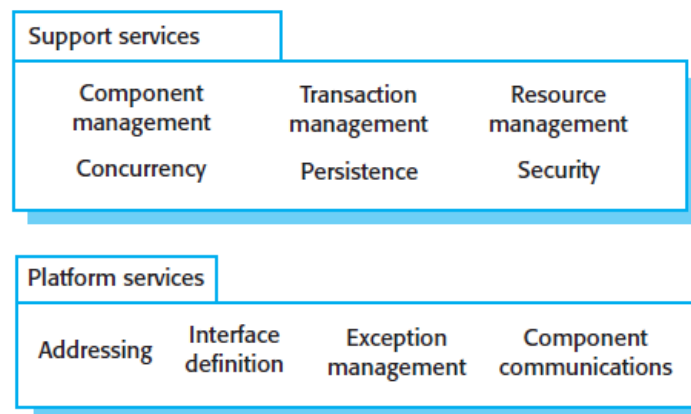 Support services
Component Transaction Resource
management management management
Concurrency Persistence Security
Platform services
Addressing Interface Exception Component
definition management communications